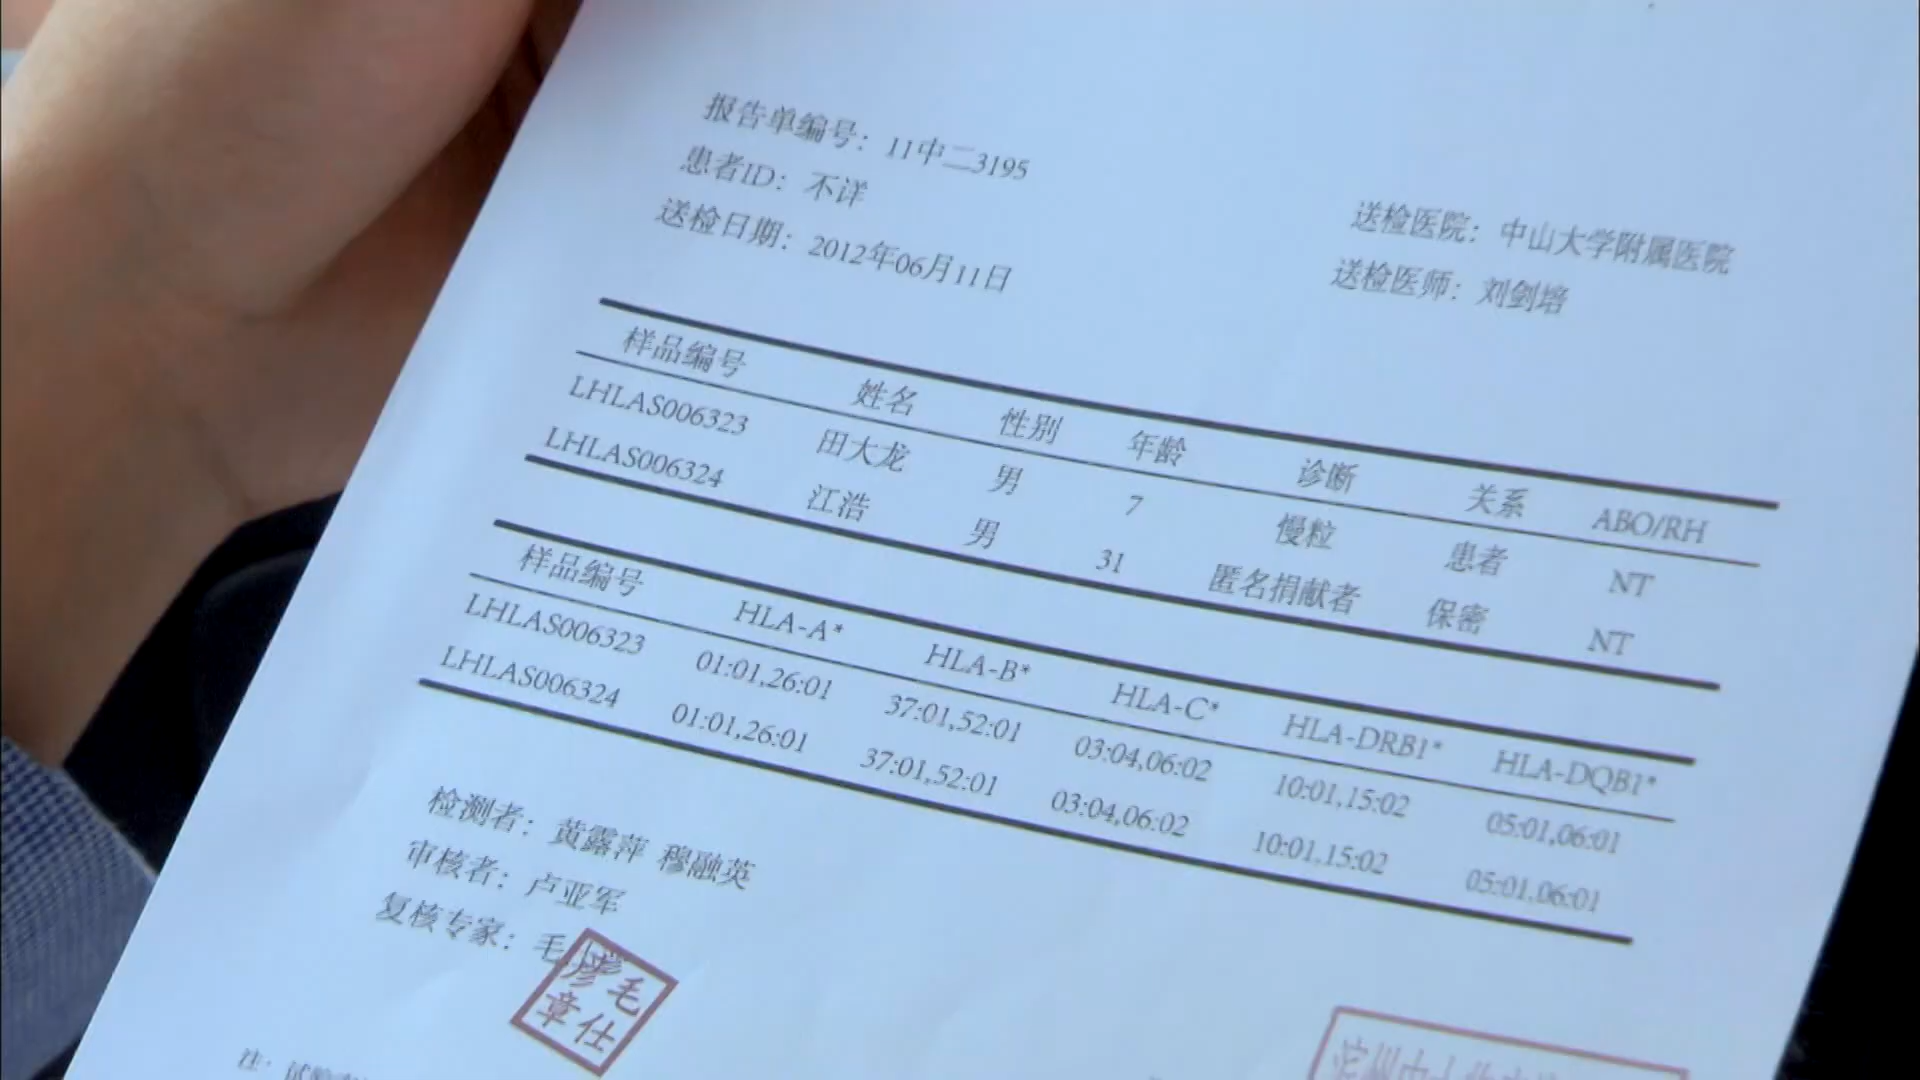 报告单编号：11中二3195
患者ID：不详
送检日期：2012年06月11日
送检医院：中山大学附属医院
送检医师：刘剑培
样品编号 姓名 性别 年龄 诊断 关系 ABO/RH
LHLAS006323 田大龙 男 7 慢粒 患者 NT
LHLAS006324 江浩 男 31 匿名捐献者 保密 NT
样品编号 HLA-A* HLA-B* HLA-C* HLA-DRB1* HLA-DQB1*
LHLAS006323 01:01,26:01 37:01,52:01 03:04,06:02 10:01,15:02 05:01,06:01
LHLAS006324 01:01,26:01 37:01,52:01 03:04,06:02 10:01,15:02 05:01,06:01
检测者：黄露萍 穆融英
审核者：卢亚军
复核专家：毛
毛仕
章
注：试验